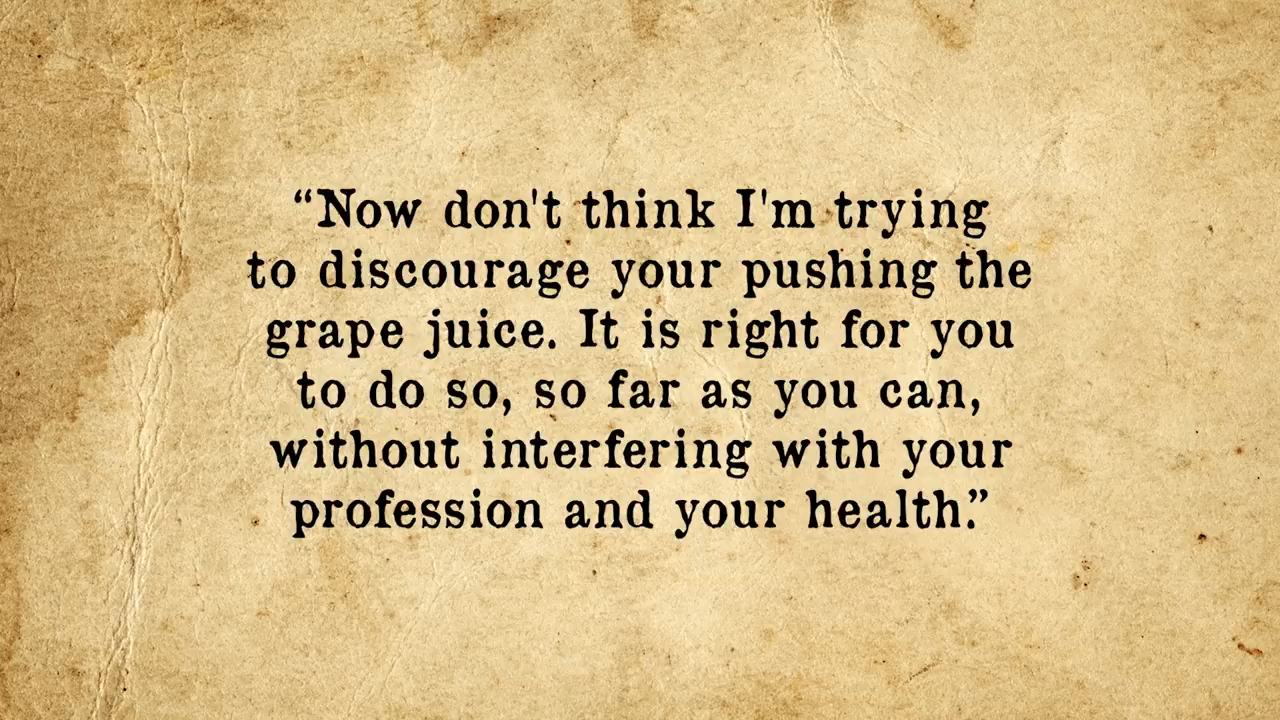 “Now don't think I'm trying
to discourage your pushing the
grape juice. It is right for you
to do so, so far as you can,
without interfering with your
profession and your health.”